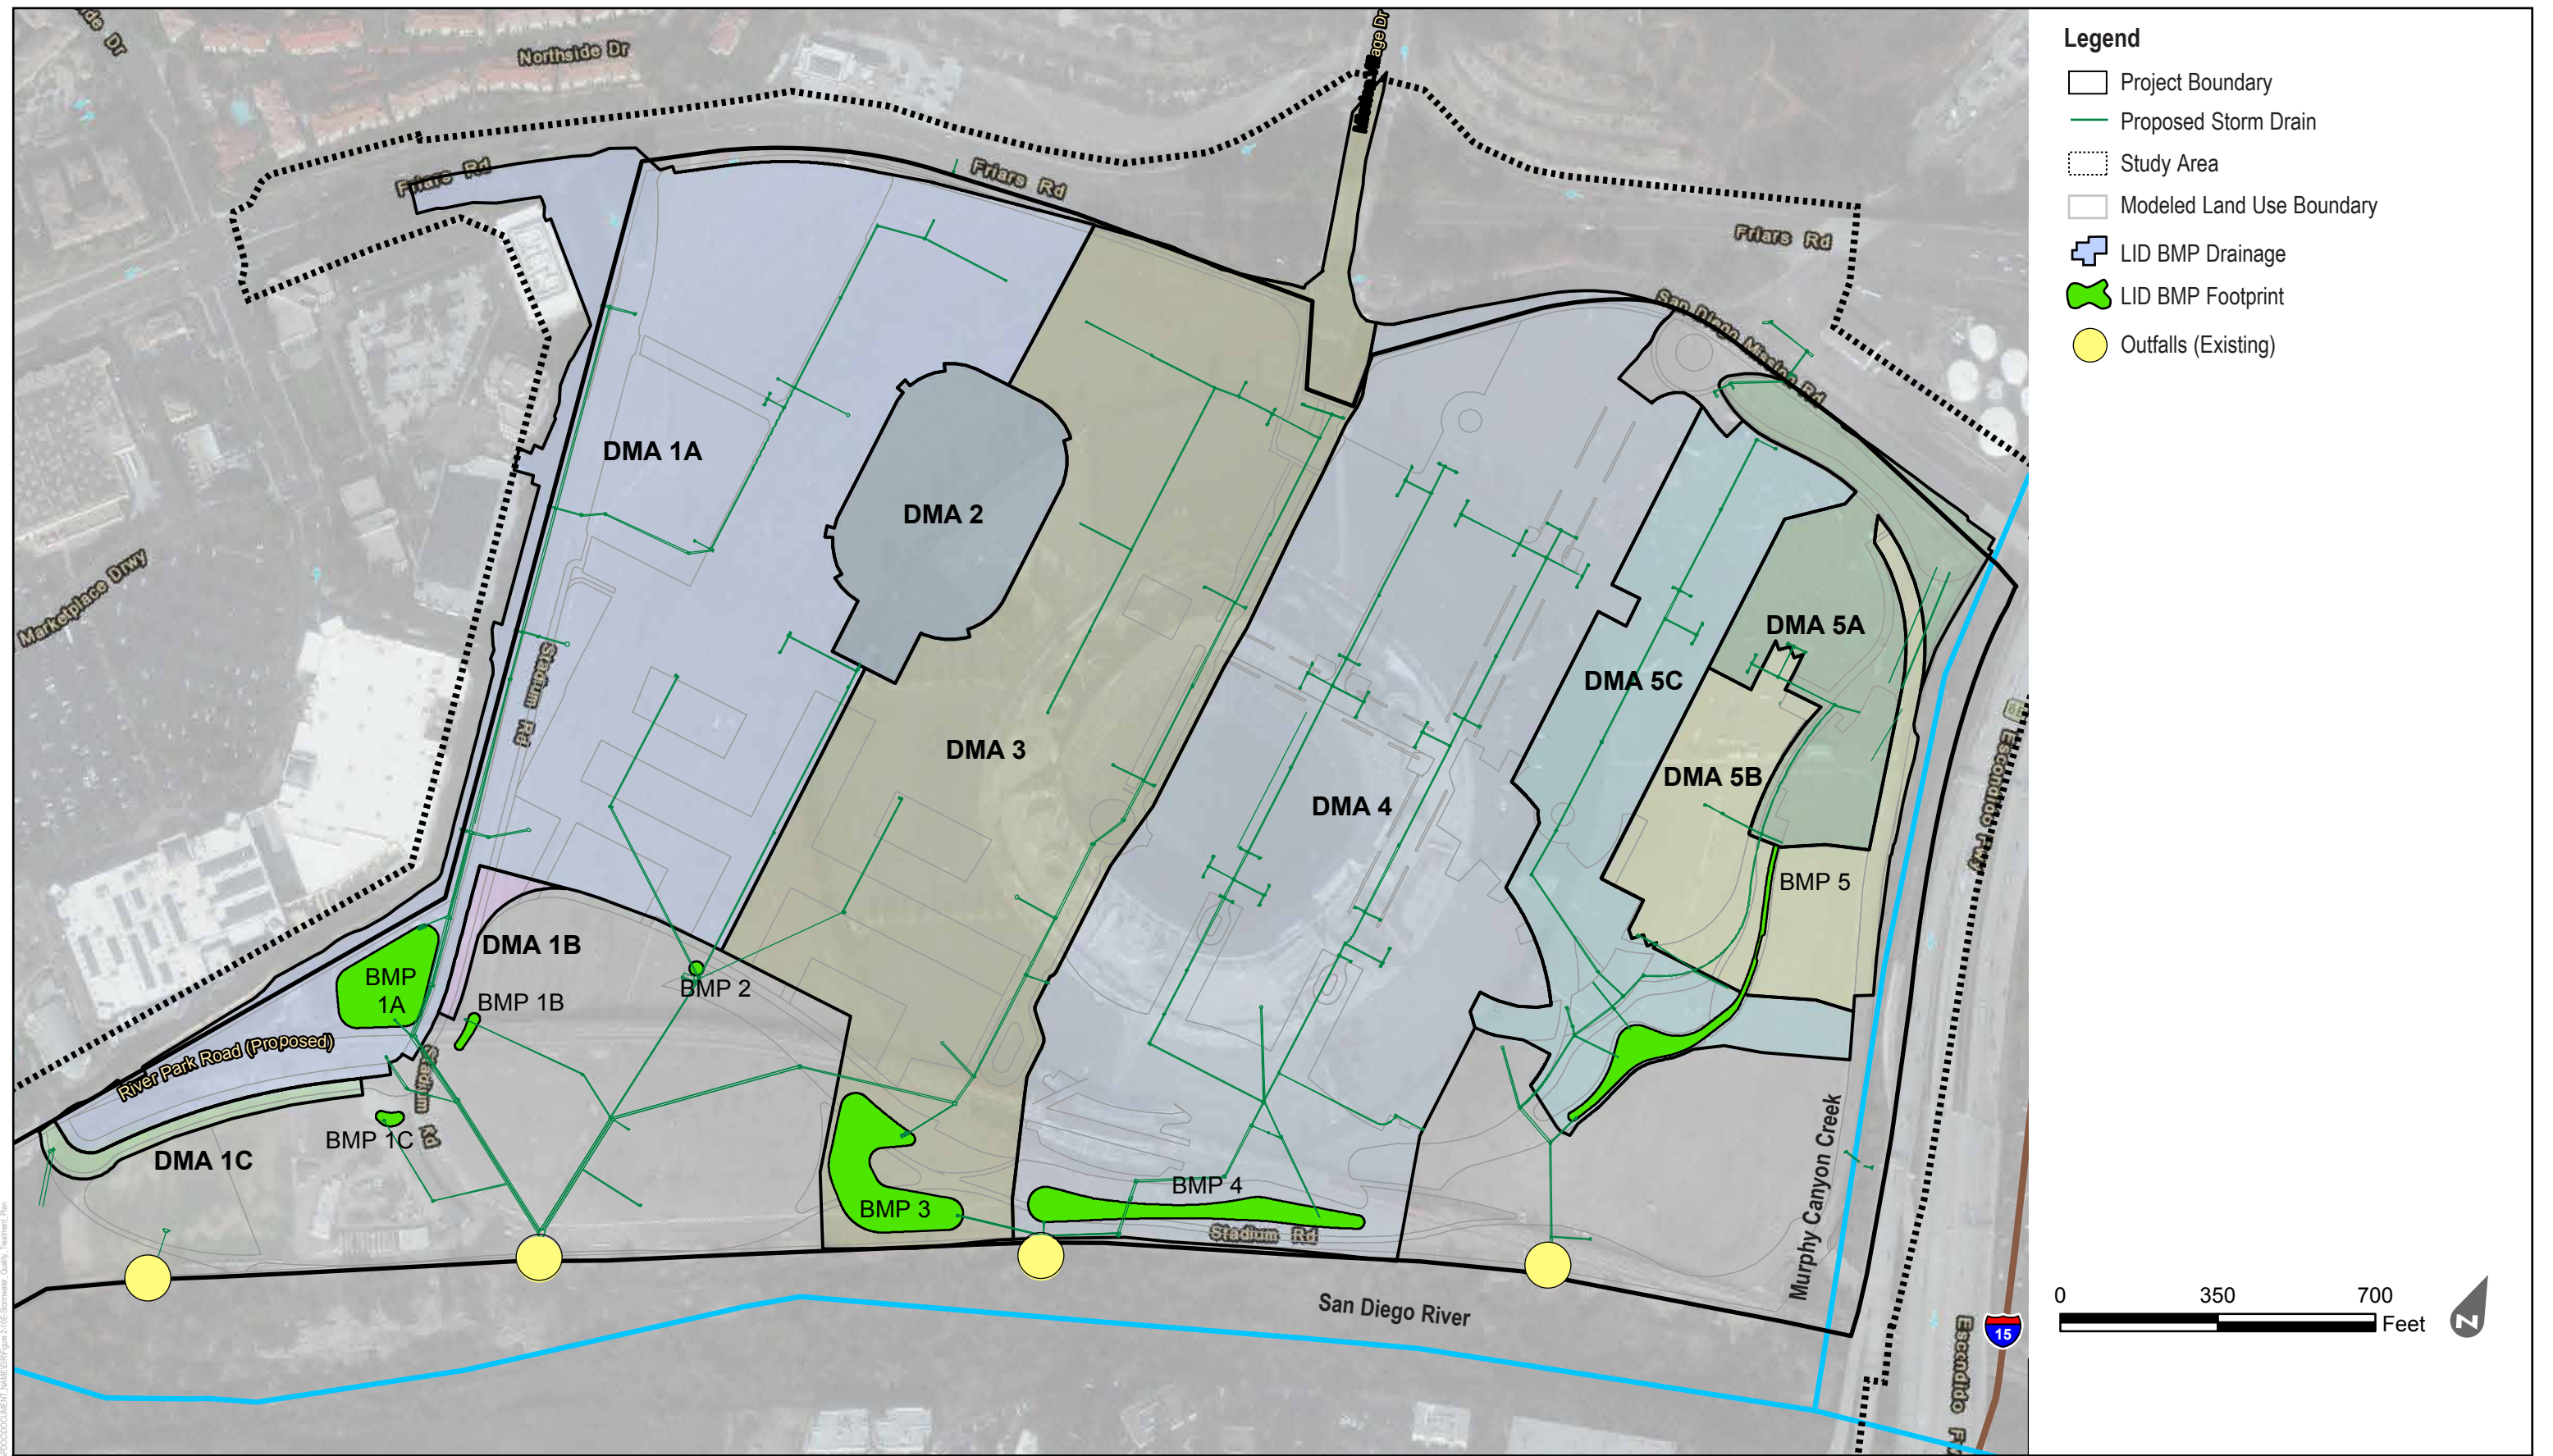 Northside Dr
Friars Rd
Friars Rd
Friars Rd
San Diego Mission Rd
Marketplace Drwy
Stadium Rd
DMA 1A
DMA 2
DMA 3
DMA 4
DMA 5A
DMA 5B
DMA 5C
BMP 5
DMA 1B
BMP
1A
BMP 1B
BMP 2
River Park Road (Proposed)
Stadium Rd
BMP 1C
DMA 1C
BMP 3
BMP 4
Stadium Rd
San Diego River
Murphy Canyon Creek
Escondido Fwy
Escondido F
15
Legend
Project Boundary
Proposed Storm Drain
Study Area
Modeled Land Use Boundary
LID BMP Drainage
LID BMP Footprint
Outfalls (Existing)
0 350 700
Feet
N